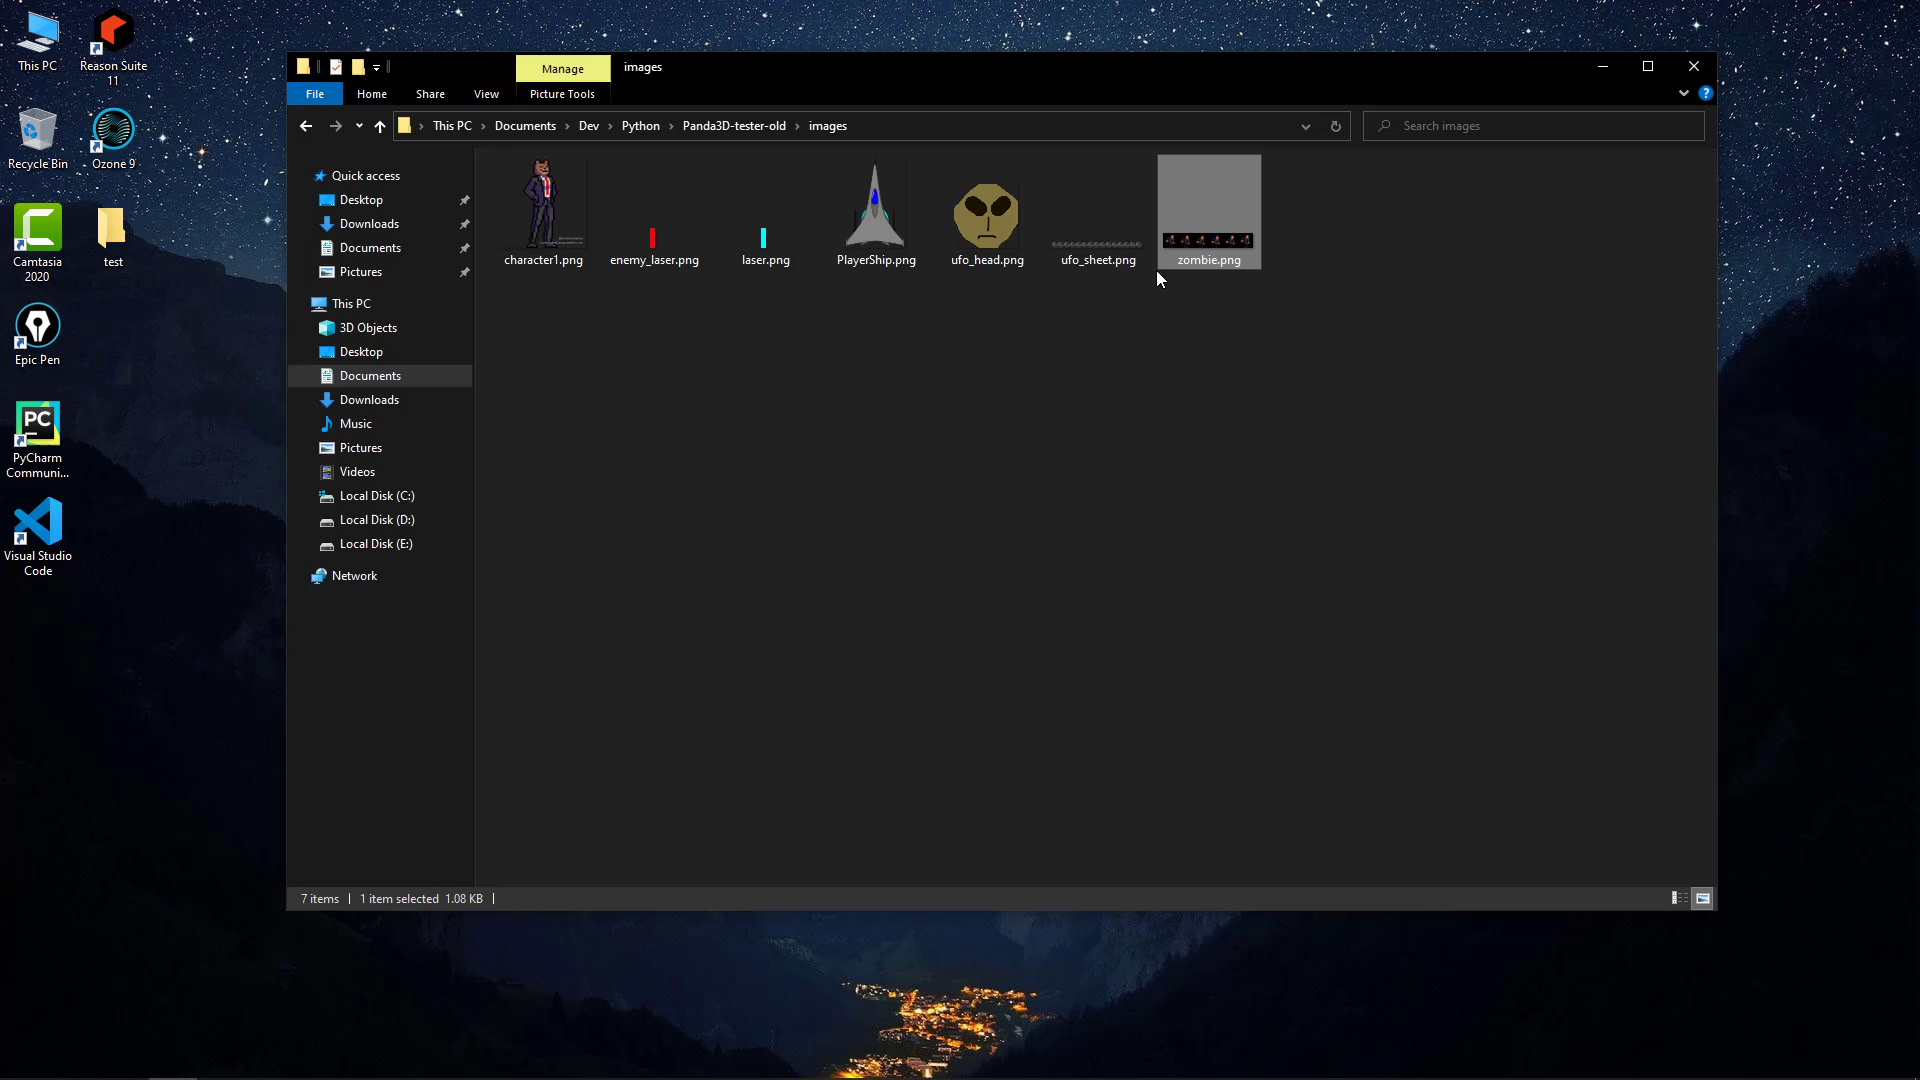 This PC
Reason Suite
11
Recycle Bin
Ozone 9
Camtasia
2020
test
Epic Pen
PC
PyCharm
Communi...
Visual Studio
Code
Manage
images
File
Home
Share
View
Picture Tools
This PC
Documents
Dev
Python
Panda3D-tester-old
images
Search images
Quick access
Desktop
Downloads
Documents
Pictures
This PC
3D Objects
Desktop
Documents
Downloads
Music
Pictures
Videos
Local Disk (C:)
Local Disk (D:)
Local Disk (E:)
Network
character1.png
enemy_laser.png
laser.png
PlayerShip.png
ufo_head.png
ufo_sheet.png
zombie.png
7 items
1 item selected 1.08 KB